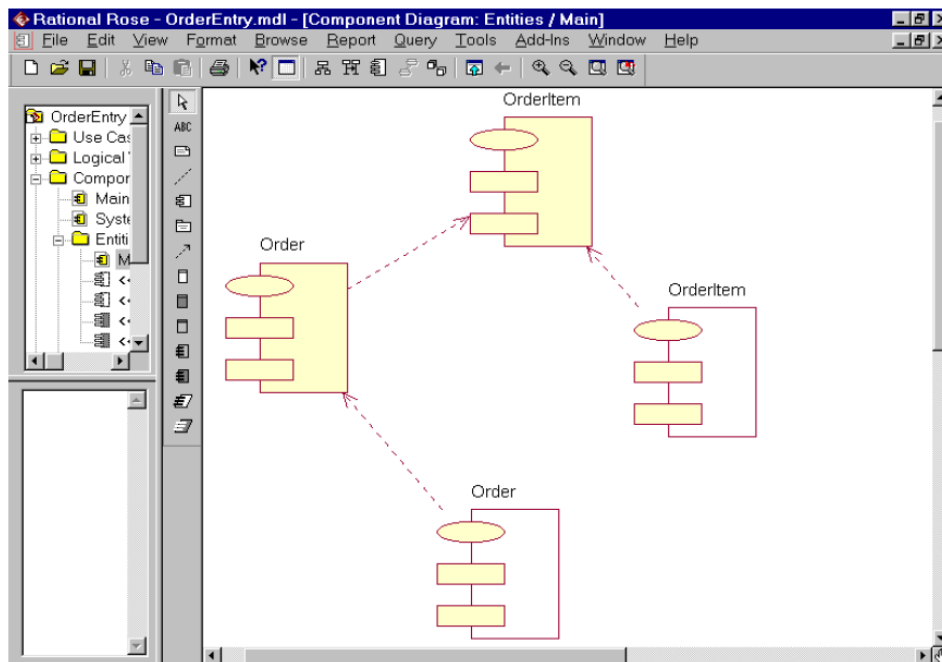 Rational Rose - OrderEntry.mdl - [Component Diagram: Entities / Main]
File Edit View Format Browse Report Query Tools Add-Ins Window Help
OrderEntry
Use Cas
Logical
Compor
Main
Syste
Entiti
M
<<
<<
<<
<<
ABC
OrderItem
Order
OrderItem
Order